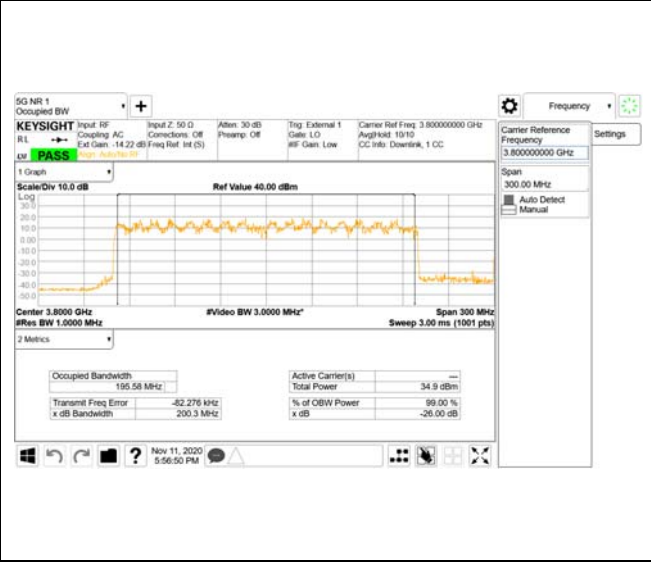 5G NR 1
Occupied BW
Frequency
KEYSIGHT
Input: RF
Input Z: 50 Ω
Atten: 30 dB
Trig: External 1
Carrier Ref Freq: 3.800000000 GHz
R L
Coupling: AC
Corrections: Off
Preamp: Off
Gate: LO
Avg|Hold: 10/10
Ext Gain: -14.22 dB
Freq Ref: Int (S)
#IF Gain: Low
CC Info: Downlink, 1 CC
PASS
Align: Auto/No RF
Carrier Reference
Frequency
3.800000000 GHz
Settings
Span
300.00 MHz
Auto Detect
Manual
1 Graph
Scale/Div 10.0 dB
Ref Value 40.00 dBm
Log
30.0
20.0
10.0
0.00
-10.0
-20.0
-30.0
-40.0
-50.0
Center 3.8000 GHz
#Video BW 3.0000 MHz*
Span 300 MHz
#Res BW 1.0000 MHz
Sweep 3.00 ms (1001 pts)
2 Metrics
Occupied Bandwidth
195.58 MHz
Active Carrier(s)
---
Total Power
34.9 dBm
Transmit Freq Error
-82.276 kHz
% of OBW Power
99.00 %
x dB Bandwidth
200.3 MHz
x dB
-26.00 dB
?
Nov 11, 2020
5:56:50 PM